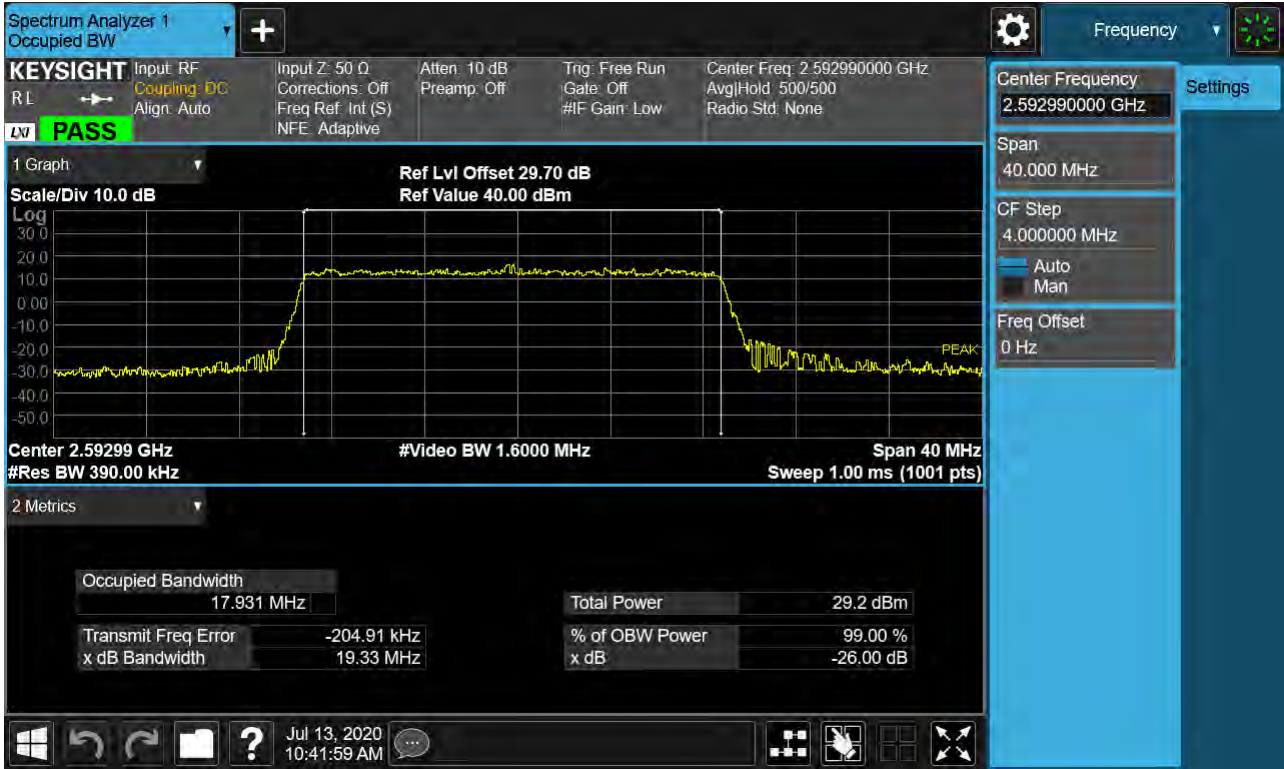 Spectrum Analyzer 1
Occupied BW
Frequency
KEYSIGHT
R L
LXI
PASS
Input: RF
Coupling: DC
Align: Auto
Input Z: 50 Ω
Corrections: Off
Freq Ref: Int (S)
NFE: Adaptive
Atten: 10 dB
Preamp: Off
Trig: Free Run
Gate: Off
#IF Gain: Low
Center Freq: 2.592990000 GHz
Avg|Hold: 500/500
Radio Std: None
Center Frequency
2.592990000 GHz
Settings
Span
40.000 MHz
CF Step
4.000000 MHz
Auto
Man
Freq Offset
0 Hz
1 Graph
Ref Lvl Offset 29.70 dB
Scale/Div 10.0 dB
Ref Value 40.00 dBm
Log
30.0
20.0
10.0
0.00
-10.0
-20.0
-30.0
-40.0
-50.0
PEAK
Center 2.59299 GHz
#Video BW 1.6000 MHz
Span 40 MHz
#Res BW 390.00 kHz
Sweep 1.00 ms (1001 pts)
2 Metrics
Occupied Bandwidth
17.931 MHz
Total Power
29.2 dBm
Transmit Freq Error
-204.91 kHz
% of OBW Power
99.00 %
x dB Bandwidth
19.33 MHz
x dB
-26.00 dB
?
Jul 13, 2020
10:41:59 AM